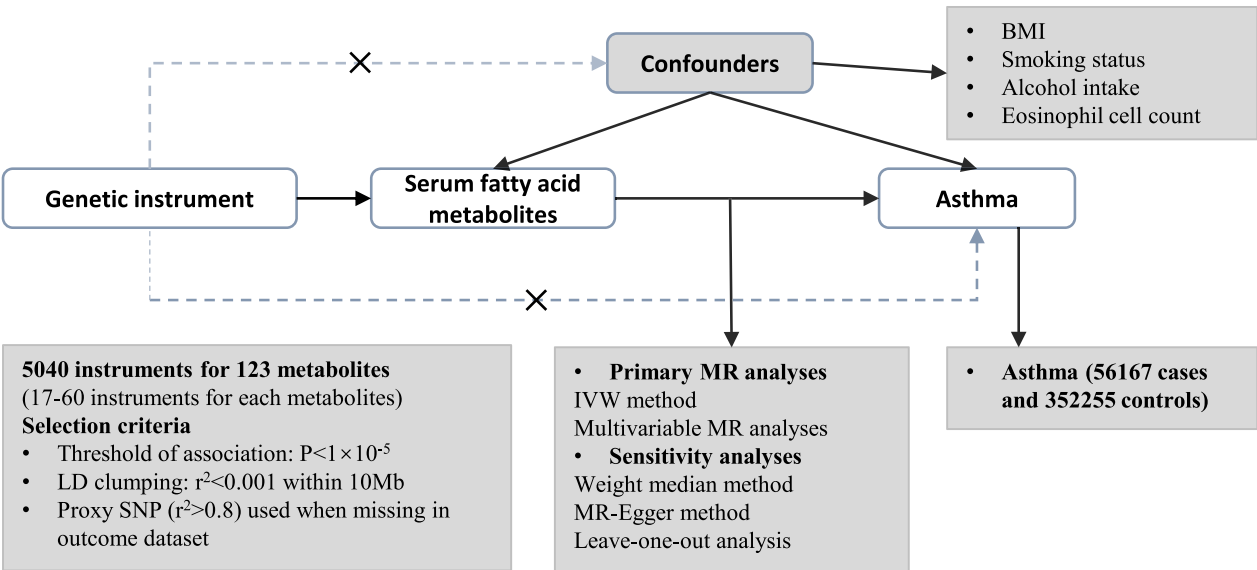 Confounders
• BMI
• Smoking status
• Alcohol intake
• Eosinophil cell count
Genetic instrument
Serum fatty acid
metabolites
Asthma
5040 instruments for 123 metabolites
(17-60 instruments for each metabolites)
Selection criteria
• Threshold of association: P<1×10⁻⁵
• LD clumping: r²<0.001 within 10Mb
• Proxy SNP (r²>0.8) used when missing in
outcome dataset
• Primary MR analyses
IVW method
Multivariable MR analyses
• Sensitivity analyses
Weight median method
MR-Egger method
Leave-one-out analysis
• Asthma (56167 cases
and 352255 controls)